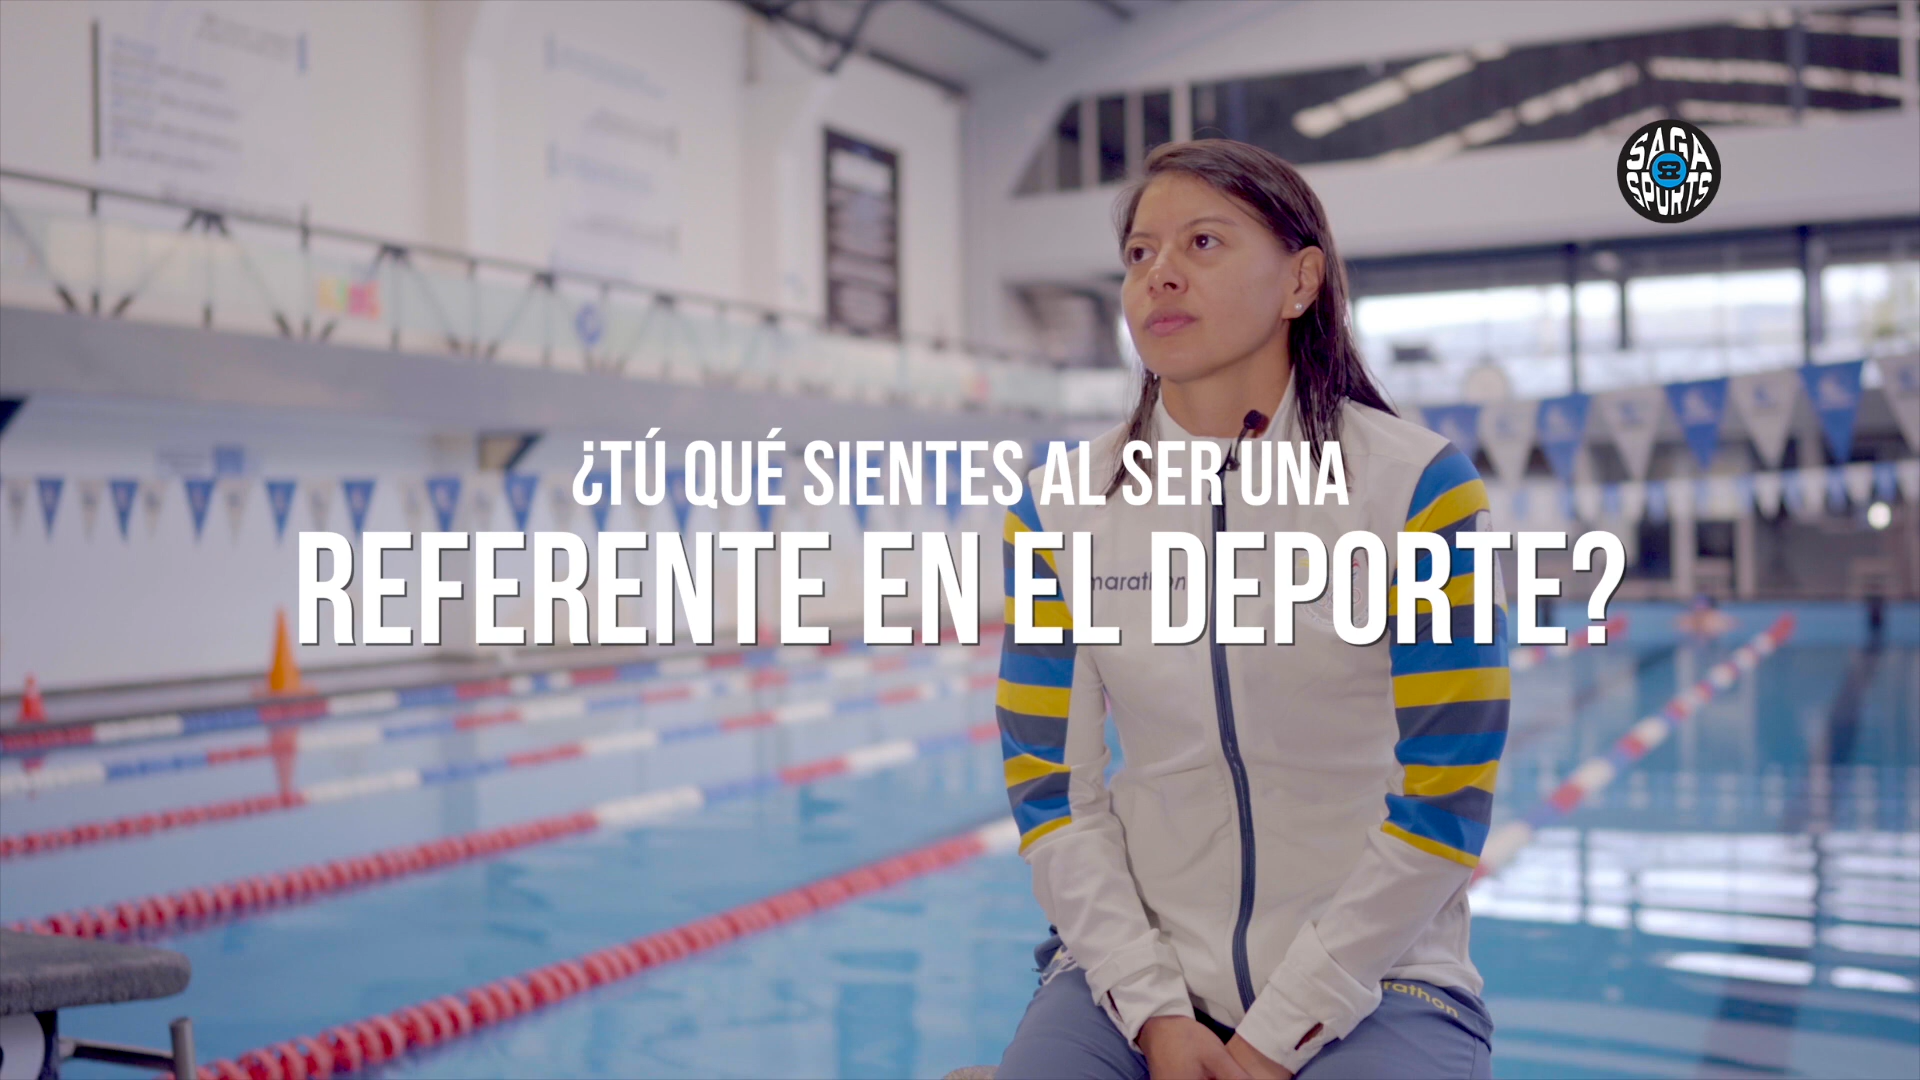 SAGA
SPORTS
¿TÚ QUÉ SIENTES AL SER UNA
REFERENTE EN EL DEPORTE?
marathon
rathon